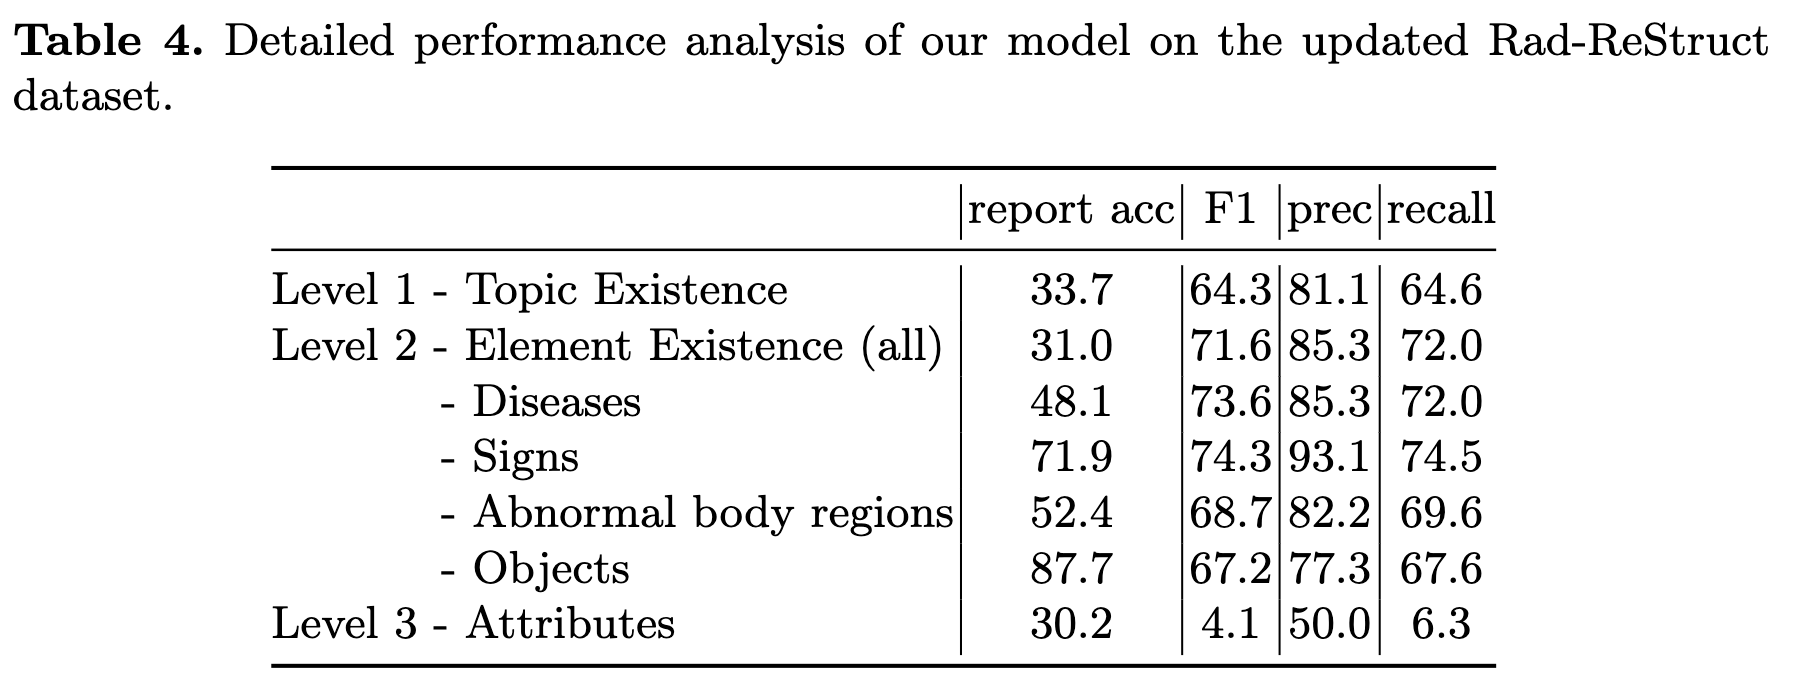 Table 4. Detailed performance analysis of our model on the updated Rad-ReStruct
dataset.
report acc F1 prec recall
Level 1 - Topic Existence 33.7 64.3 81.1 64.6
Level 2 - Element Existence (all) 31.0 71.6 85.3 72.0
- Diseases 48.1 73.6 85.3 72.0
- Signs 71.9 74.3 93.1 74.5
- Abnormal body regions 52.4 68.7 82.2 69.6
- Objects 87.7 67.2 77.3 67.6
Level 3 - Attributes 30.2 4.1 50.0 6.3